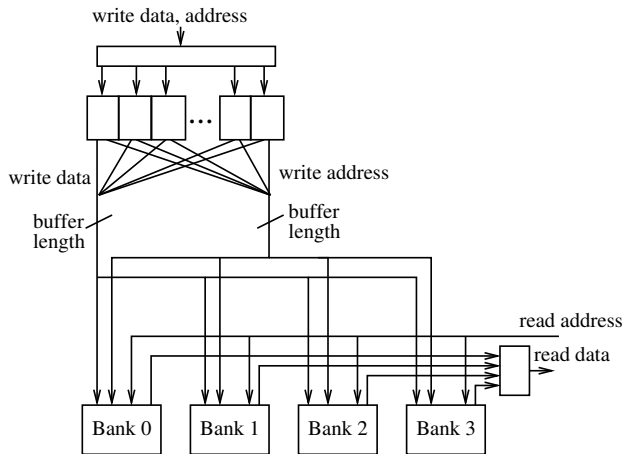 write data, address
...
write data
write address
buffer
length
buffer
length
read address
read data
Bank 0
Bank 1
Bank 2
Bank 3